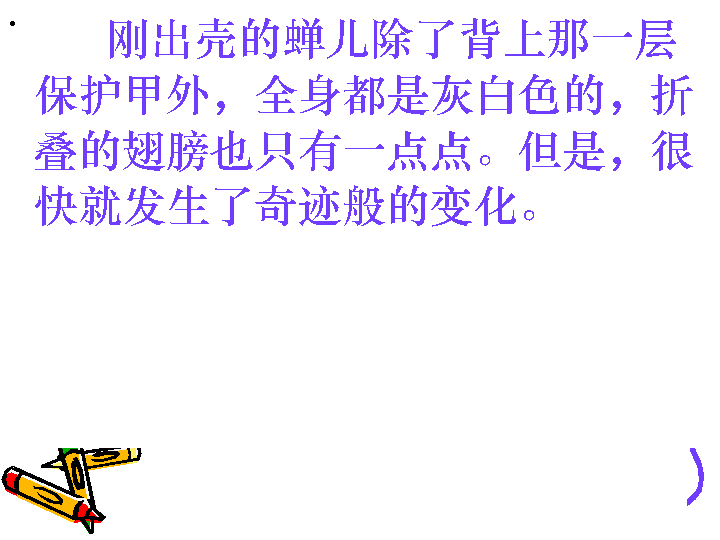 刚出壳的蝉儿除了背上那一层
保护甲外，全身都是灰白色的，折
叠的翅膀也只有一点点。但是，很
快就发生了奇迹般的变化。
）